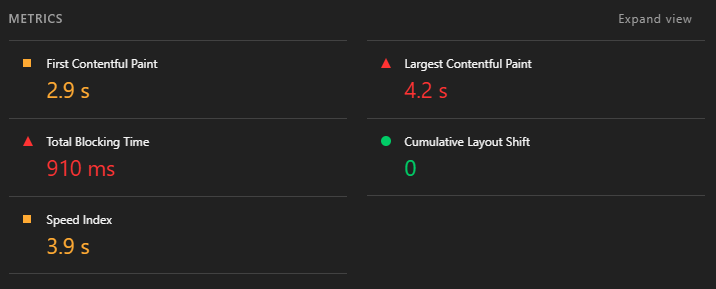 METRICS
Expand view
First Contentful Paint
2.9 s
Largest Contentful Paint
4.2 s
Total Blocking Time
910 ms
Cumulative Layout Shift
0
Speed Index
3.9 s